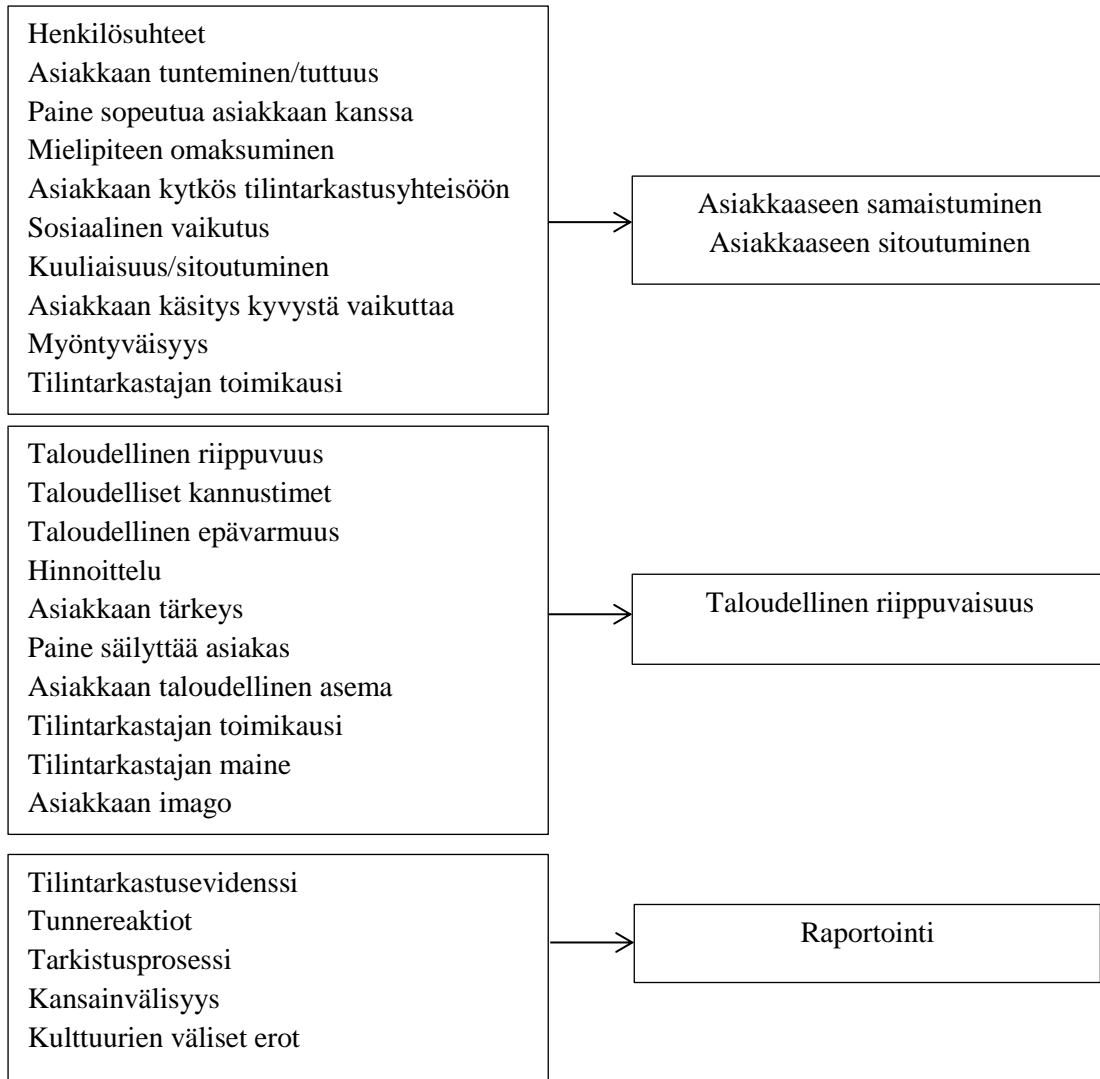 Henkilösuhteet
Asiakkaan tunteminen/tuttuus
Paine sopeutua asiakkaan kanssa
Mielipiteen omaksuminen
Asiakkaan kytkös tilintarkastusyhteisöön
Sosiaalinen vaikutus
Kuuliaisuus/sitoutuminen
Asiakkaan käsitys kyvystä vaikuttaa
Myöntyväisyys
Tilintarkastajan toimikausi
Asiakkaaseen samaistuminen
Asiakkaaseen sitoutuminen
Taloudellinen riippuvuus
Taloudelliset kannustimet
Taloudellinen epävarmuus
Hinnoittelu
Asiakkaan tärkeys
Paine säilyttää asiakas
Asiakkaan taloudellinen asema
Tilintarkastajan toimikausi
Tilintarkastajan maine
Asiakkaan imago
Taloudellinen riippuvaisuus
Tilintarkastusevidenssi
Tunnereaktiot
Tarkistusprosessi
Kansainvälisyys
Kulttuurien väliset erot
Raportointi